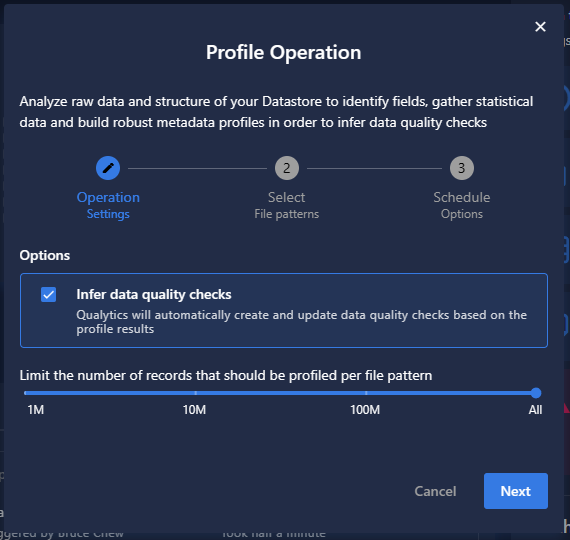 Profile Operation
Analyze raw data and structure of your Datastore to identify fields, gather statistical
data and build robust metadata profiles in order to infer data quality checks
2
3
Operation
Select
Schedule
Settings
File patterns
Options
Options
Infer data quality checks
Qualytics will automatically create and update data quality checks based on the
profile results
Limit the number of records that should be profiled per file pattern
1M
10M
100M
All
Cancel
Next
ggered by Bruce Chew
Took half a minute